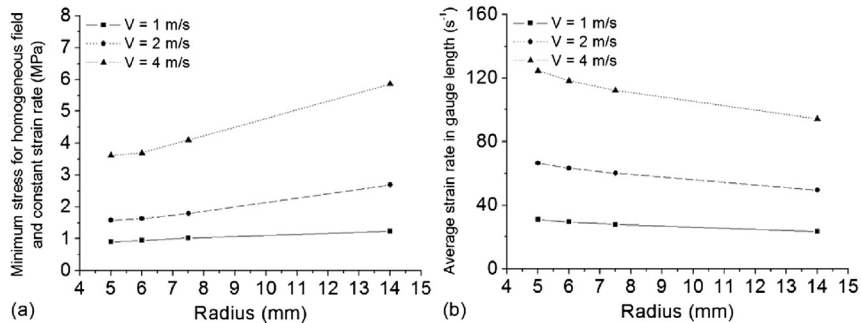 Minimum stress for homogeneous field
and constant strain rate (MPa)
8
7
6
5
4
3
2
1
0
V = 1 m/s
V = 2 m/s
V = 4 m/s
4 5 6 7 8 9 10 11 12 13 14 15
Radius (mm)
(a)
Average strain rate in gauge length (s⁻¹)
160
120
80
40
0
V = 1 m/s
V = 2 m/s
V = 4 m/s
4 5 6 7 8 9 10 11 12 13 14 15
Radius (mm)
(b)